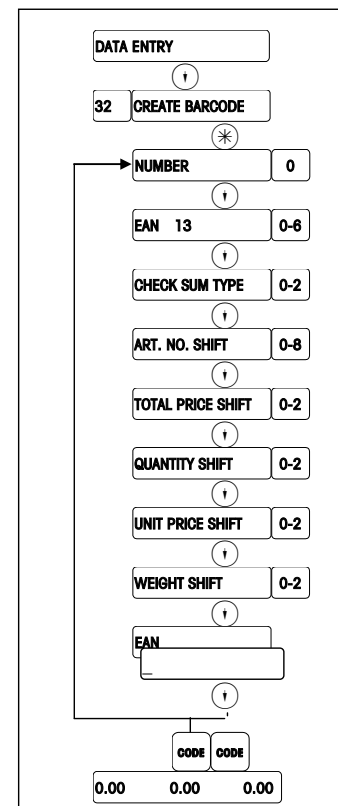 DATA ENTRY
32 CREATE BARCODE
NUMBER 0
EAN 13 0-6
CHECK SUM TYPE 0-2
ART. NO. SHIFT 0-8
TOTAL PRICE SHIFT 0-2
QUANTITY SHIFT 0-2
UNIT PRICE SHIFT 0-2
WEIGHT SHIFT 0-2
EAN
_
CODE CODE
0.00 0.00 0.00